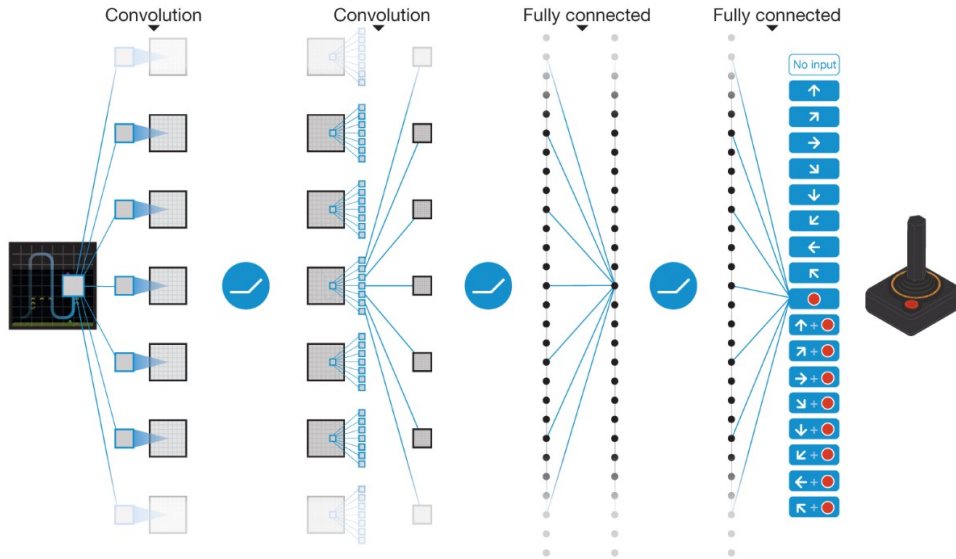 Convolution
Convolution
Fully connected
Fully connected
No input
+
+
+
+
+
+
+
+